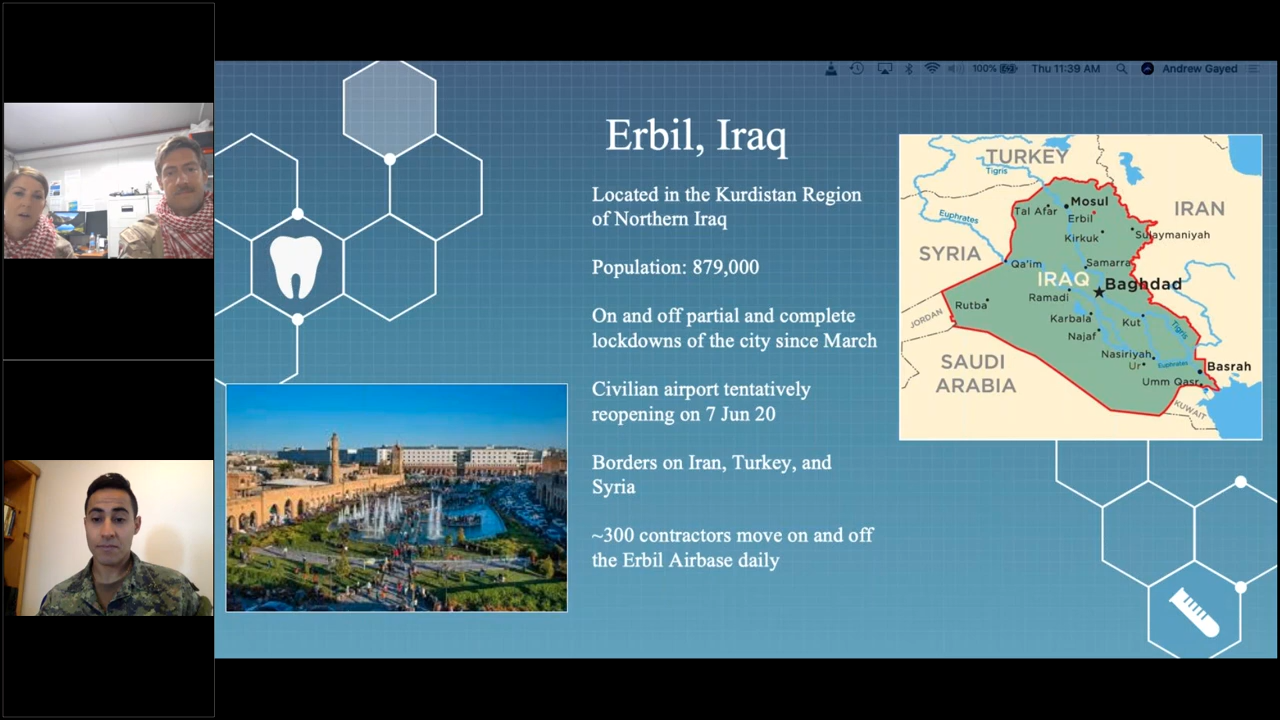 100%
Thu 11:39 AM
Andrew Gayed
Erbil, Iraq
Located in the Kurdistan Region
of Northern Iraq
Population: 879,000
On and off partial and complete
lockdowns of the city since March
Civilian airport tentatively
reopening on 7 Jun 20
Borders on Iran, Turkey, and
Syria
~300 contractors move on and off
the Erbil Airbase daily
TURKEY
Tigris
Mosul
Tal Afar
Erbil
IRAN
Euphrates
Kirkuk
Sulaymaniyah
SYRIA
Qa'im
Samarra
IRAQ
Baghdad
Ramadi
Rutba
JORDAN
Karbala
Kut
Tigris
Najaf
Nasiriyah
Ur
Euphrates
Basrah
SAUDI
ARABIA
Umm Qasr
KUWAIT